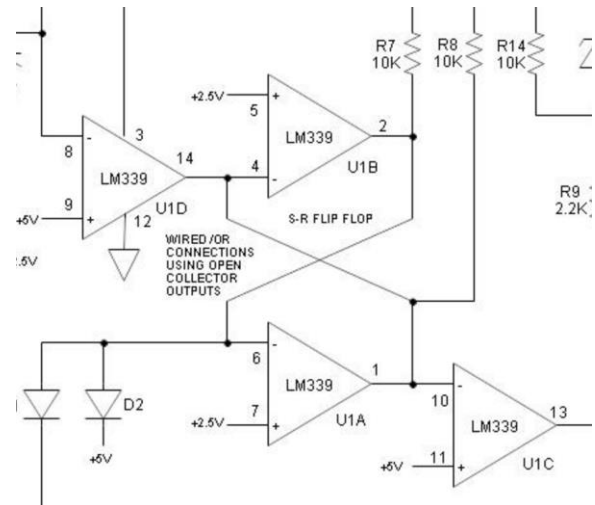 R7
10K
R8
10K
R14
10K
+2.5V
5
+
2
LM339
4
-
U1B
8
-
3
14
LM339
9
+
U1D
+5V
12
S-R FLIP FLOP
WIRED/OR
CONNECTIONS
USING OPEN
COLLECTOR
OUTPUTS
R9
2.2K
6
-
1
LM339
7
+
+2.5V
U1A
D2
+5V
10
-
13
LM339
11
+
+5V
U1C